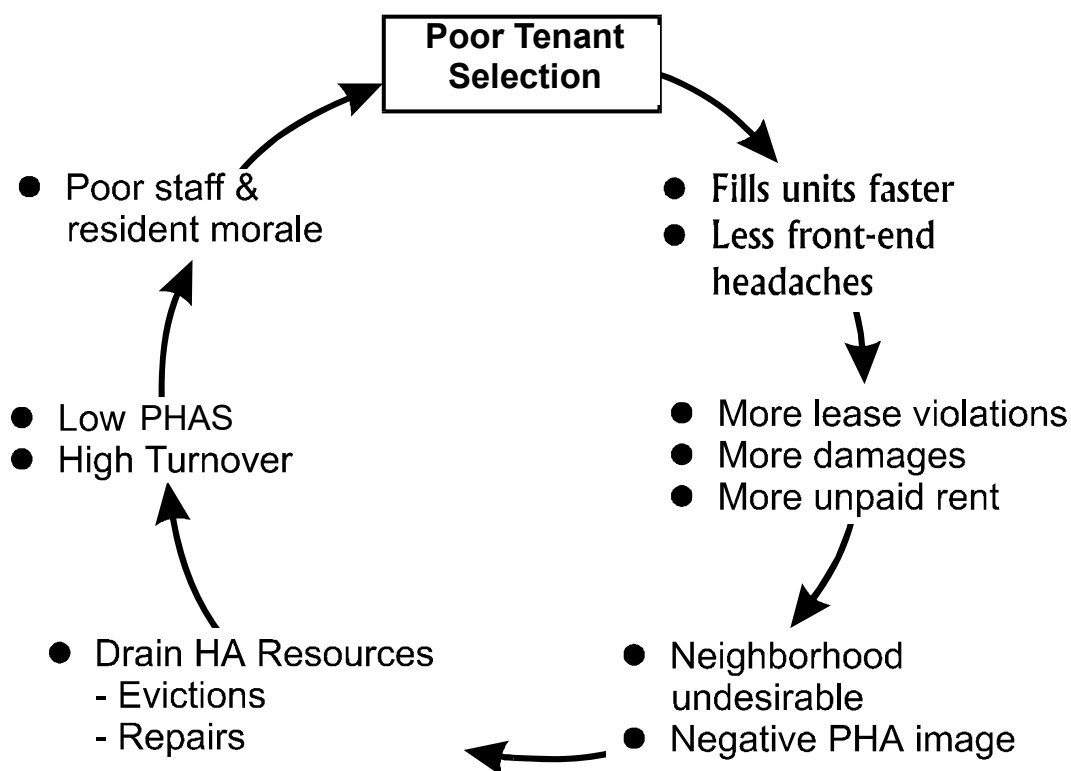 Poor Tenant
Selection
● Fills units faster
● Less front-end
headaches
● More lease violations
● More damages
● More unpaid rent
● Neighborhood
undesirable
● Negative PHA image
● Drain HA Resources
- Evictions
- Repairs
● Low PHAS
● High Turnover
● Poor staff &
resident morale